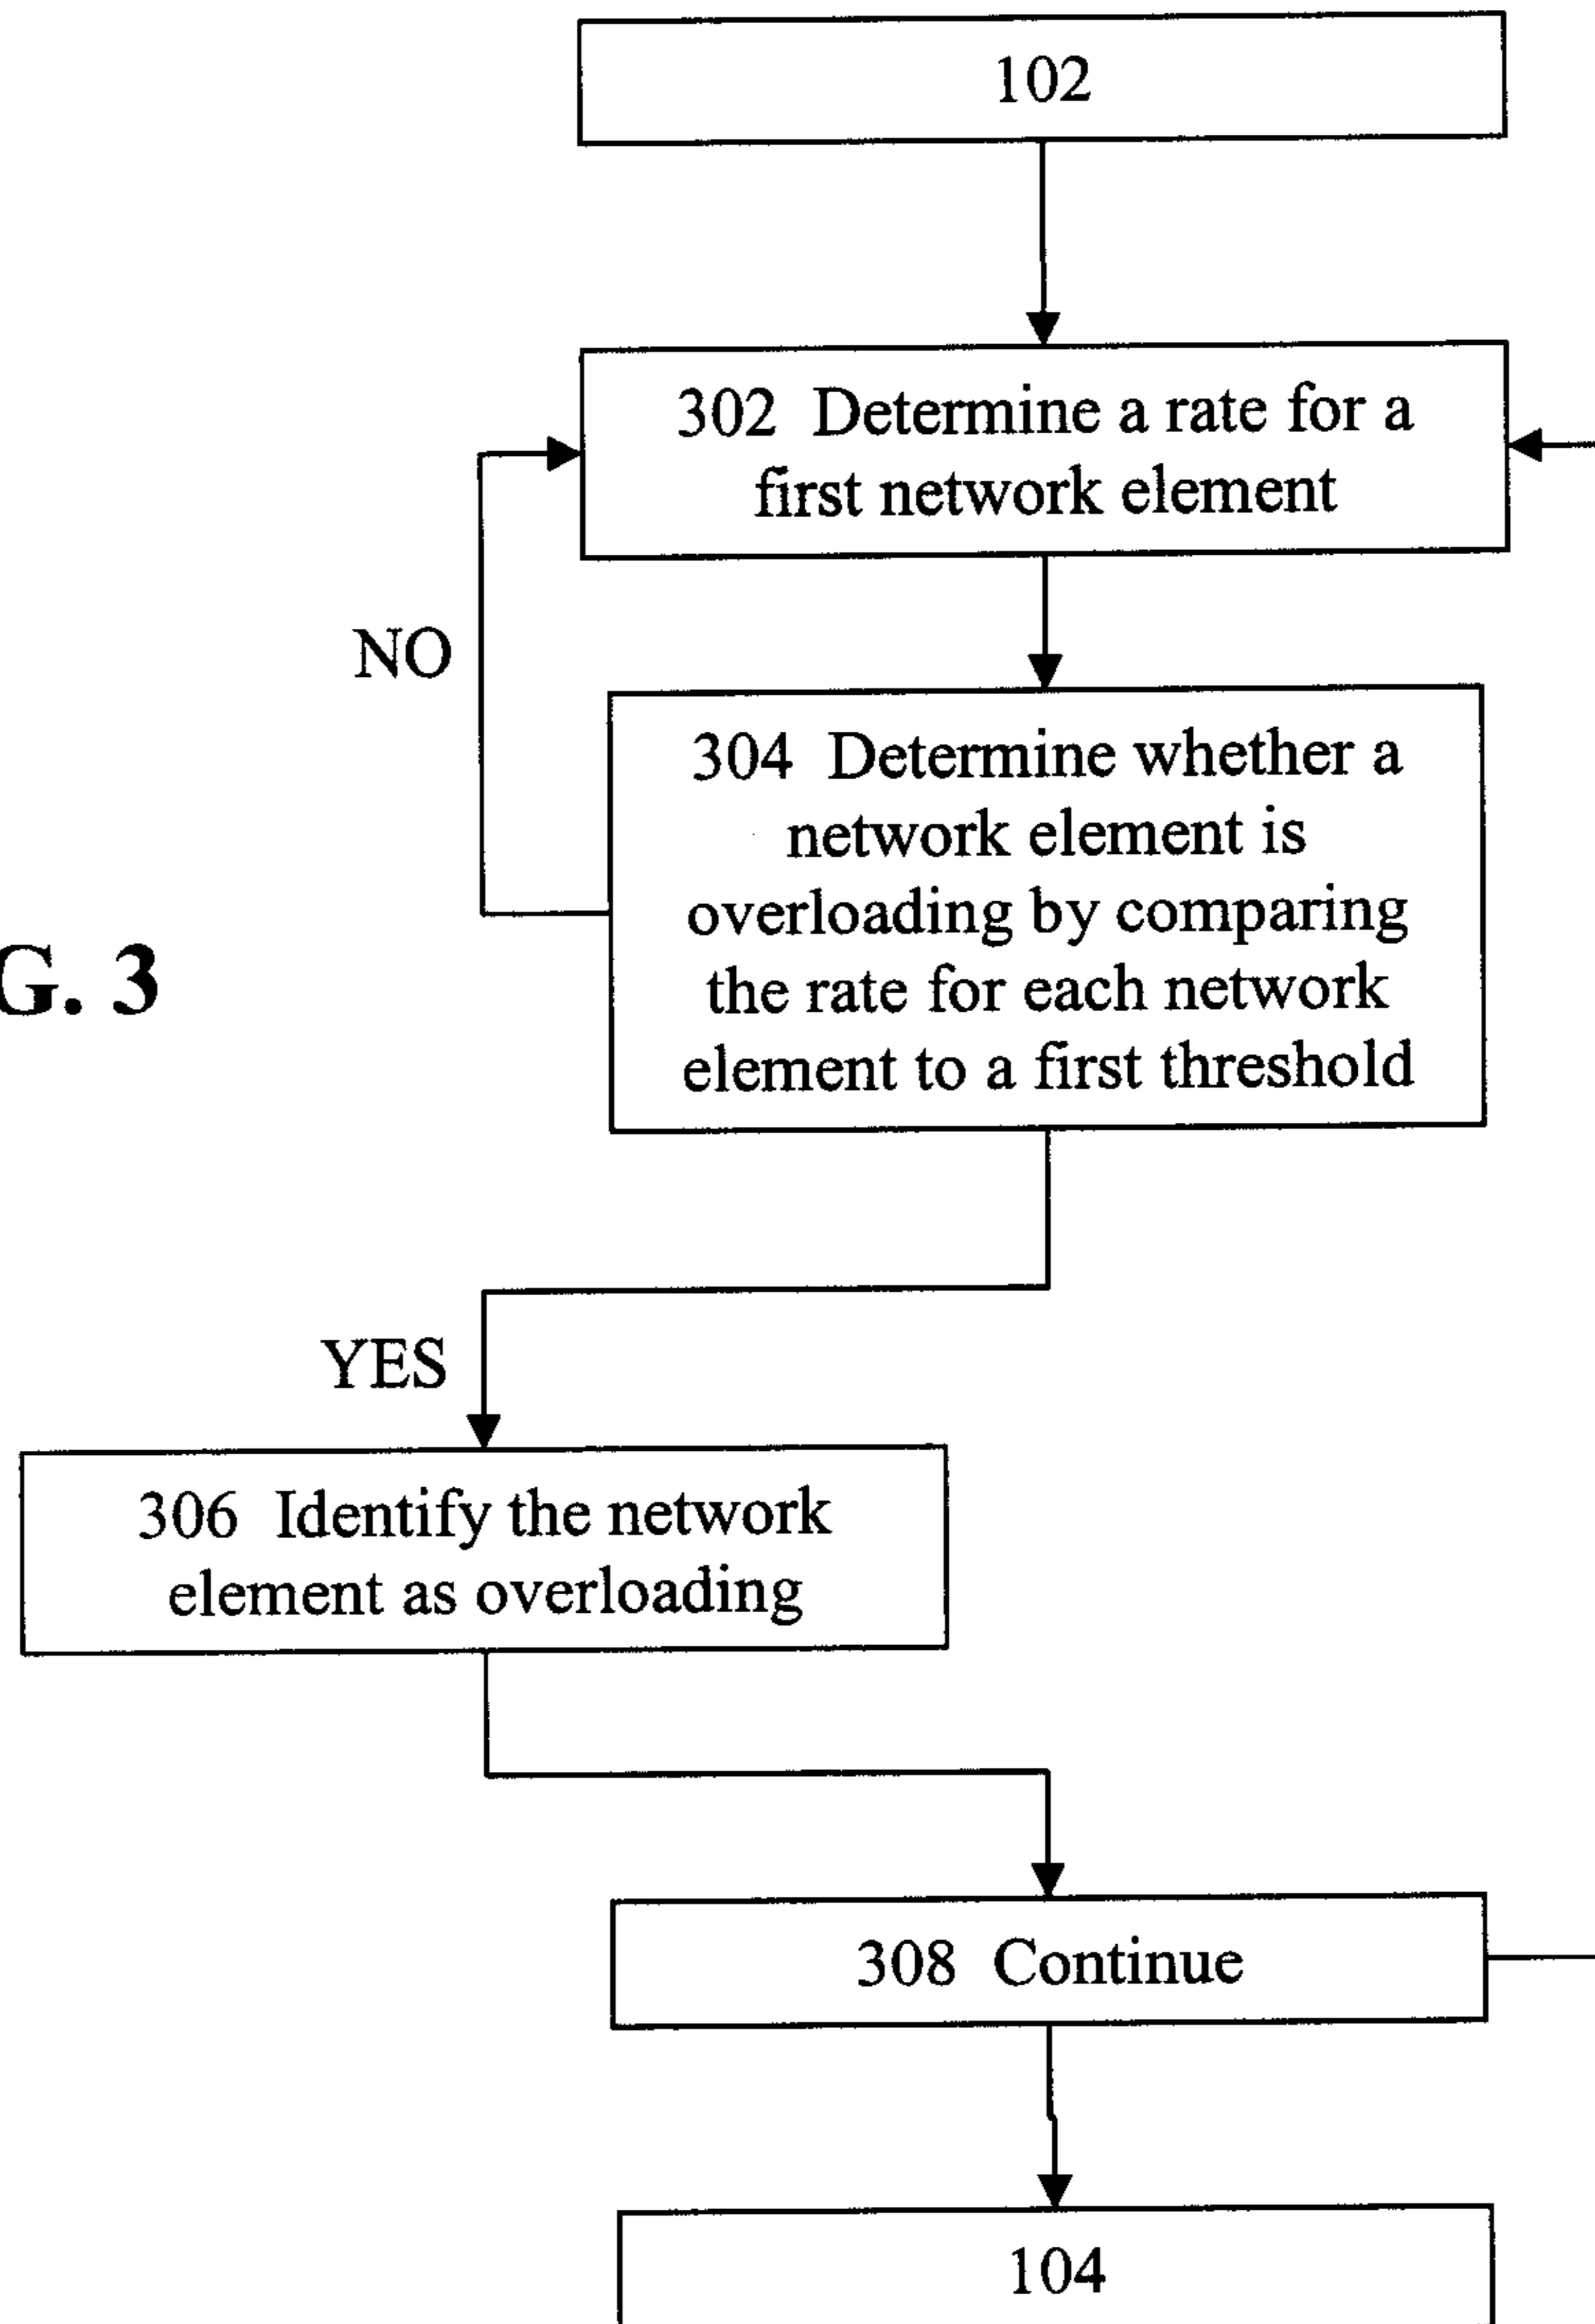 102
302 Determine a rate for a
first network element
NO
304 Determine whether a
network element is
overloading by comparing
the rate for each network
element to a first threshold
G. 3
YES
306 Identify the network
element as overloading
308 Continue
104